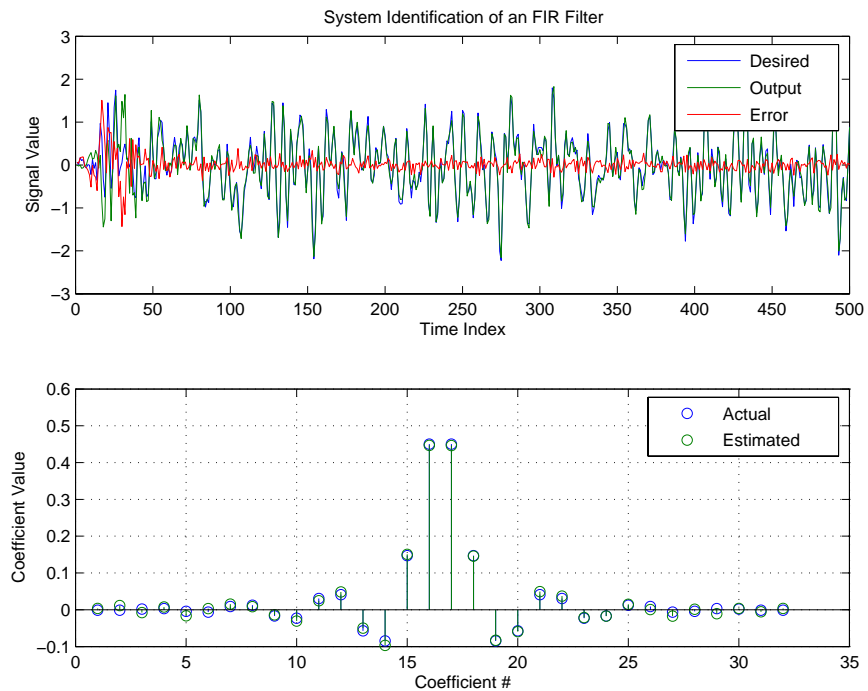 System Identification of an FIR Filter
3
2
1
0
−1
−2
−3
Signal Value
Desired
Output
Error
0 50 100 150 200 250 300 350 400 450 500
Time Index
0.6
0.5
0.4
0.3
0.2
0.1
0
−0.1
Coefficient Value
Actual
Estimated
0 5 10 15 20 25 30 35
Coefficient #